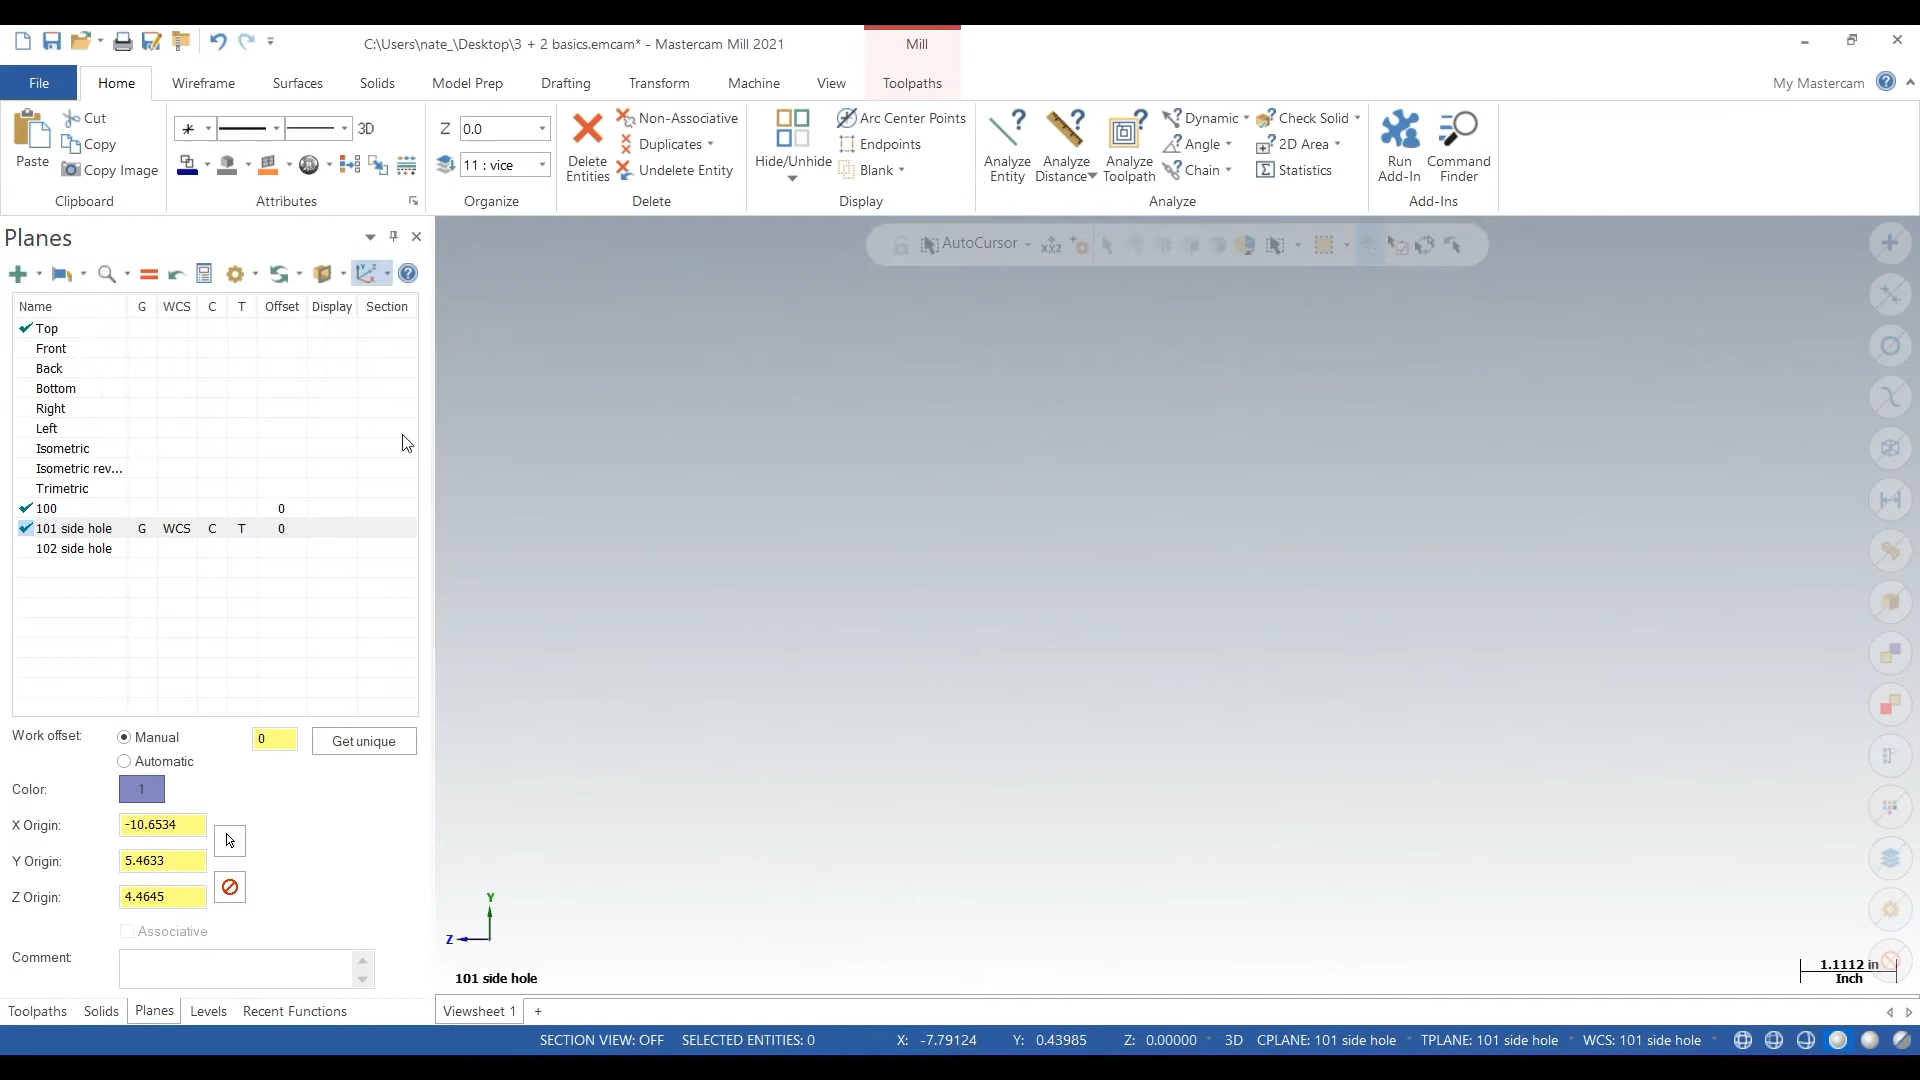 C:\Users\nate_\Desktop\3 + 2 basics.emcam* - Mastercam Mill 2021
Mill
File
Home
Wireframe
Surfaces
Solids
Model Prep
Drafting
Transform
Machine
View
Toolpaths
My Mastercam
Paste
Cut
Copy
Copy Image
Clipboard
3D
Attributes
Z 0.0
11 : vice
Organize
Delete Entities
Non-Associative
Duplicates
Undelete Entity
Delete
Hide/Unhide
Arc Center Points
Endpoints
Blank
Display
Analyze Entity
Analyze Distance
Analyze Toolpath
Dynamic
Angle
Chain
Check Solid
2D Area
Statistics
Analyze
Run Add-In
Command Finder
Add-Ins
Planes
AutoCursor
Name G WCS C T Offset Display Section
Top
Front
Back
Bottom
Right
Left
Isometric
Isometric rev...
Trimetric
100 0
101 side hole G WCS C T 0
102 side hole
Work offset: Manual 0 Get unique
Automatic
Color: 1
X Origin: -10.6534
Y Origin: 5.4633
Z Origin: 4.4645
Associative
Comment:
Y
Z
101 side hole
1.1112 in
Inch
Toolpaths Solids Planes Levels Recent Functions
Viewsheet 1 +
SECTION VIEW: OFF SELECTED ENTITIES: 0 X: -7.79124 Y: 0.43985 Z: 0.00000 3D CPLANE: 101 side hole TPLANE: 101 side hole WCS: 101 side hole